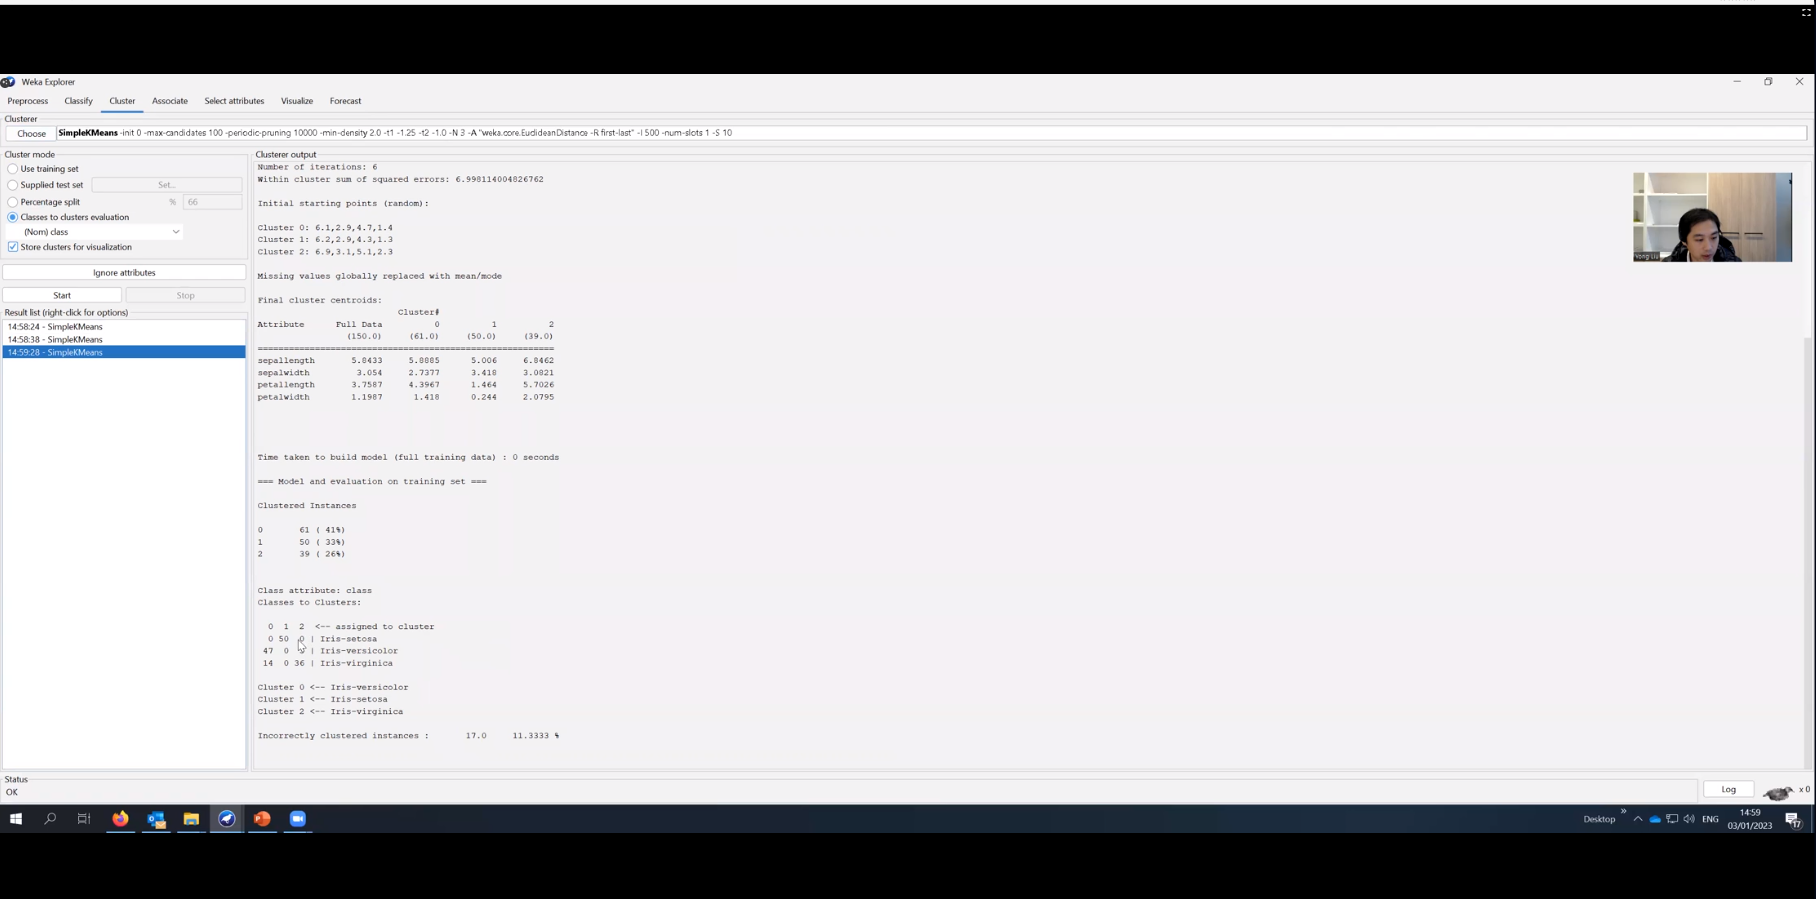 Weka Explorer
Preprocess Classify Cluster Associate Select attributes Visualize Forecast
Clusterer
Choose SimpleKMeans -init 0 -max-candidates 100 -periodic-pruning 10000 -min-density 2.0 -t1 -1.25 -t2 -1.0 -N 3 -A "weka.core.EuclideanDistance -R first-last" -I 500 -num-slots 1 -S 10
Cluster mode
Use training set
Supplied test set Set...
Percentage split % 66
Classes to clusters evaluation
(Nom) class
Store clusters for visualization
Ignore attributes
Start Stop
Result list (right-click for options)
14:58:24 - SimpleKMeans
14:58:38 - SimpleKMeans
14:59:28 - SimpleKMeans
Clusterer output
Number of iterations: 6
Within cluster sum of squared errors: 6.998114004826762
Initial starting points (random):
Cluster 0: 6.1,2.9,4.7,1.4
Cluster 1: 6.2,2.9,4.3,1.3
Cluster 2: 6.9,3.1,5.1,2.3
Missing values globally replaced with mean/mode
Final cluster centroids:
Cluster#
Attribute Full Data 0 1 2
(150.0) (61.0) (50.0) (39.0)
==========================================================
sepallength 5.8433 5.8885 5.006 6.8462
sepalwidth 3.054 2.7377 3.418 3.0821
petallength 3.7587 4.3967 1.464 5.7026
petalwidth 1.1987 1.418 0.244 2.0795
Time taken to build model (full training data) : 0 seconds
=== Model and evaluation on training set ===
Clustered Instances
0 61 ( 41%)
1 50 ( 33%)
2 39 ( 26%)
Class attribute: class
Classes to Clusters:
0 1 2 <-- assigned to cluster
0 50 0 | Iris-setosa
47 0 | Iris-versicolor
14 0 36 | Iris-virginica
Cluster 0 <-- Iris-versicolor
Cluster 1 <-- Iris-setosa
Cluster 2 <-- Iris-virginica
Incorrectly clustered instances : 17.0 11.3333 %
Yong Liu
Status
OK
Log x 0
Desktop ENG 14:59
03/01/2023
17